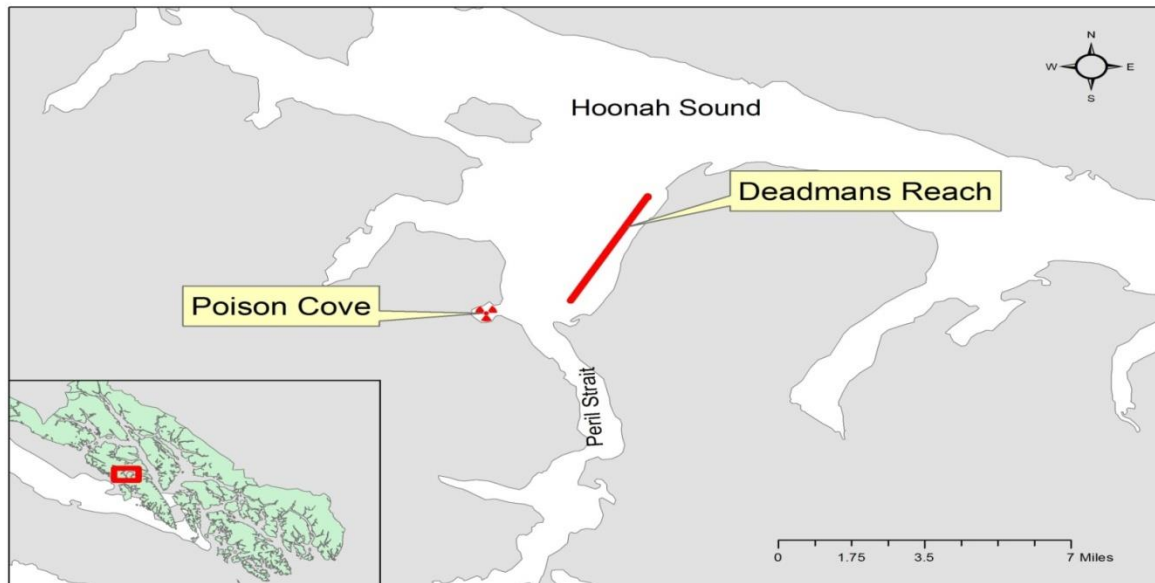 N
W E
S
Hoonah Sound
Deadmans Reach
Poison Cove
Peril Strait
0 1.75 3.5 7 Miles